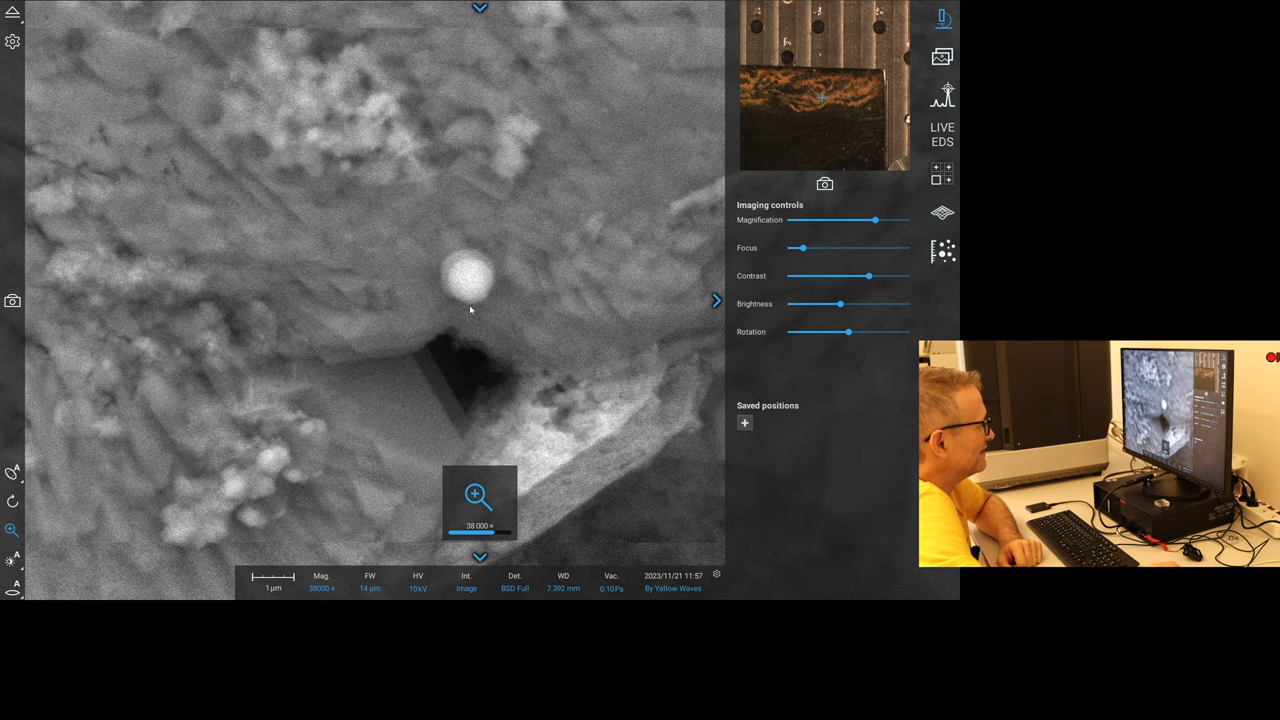 LIVE
EDS
Imaging controls
Magnification
Focus
Contrast
Brightness
Rotation
Saved positions
38 000 ×
Mag. FW HV Int. Det. WD Vac. 2023/11/21 11:57
1 µm 38000 × 14 µm 10 kV Image BSD Full 7.392 mm 0.10 Pa By Yellow Waves